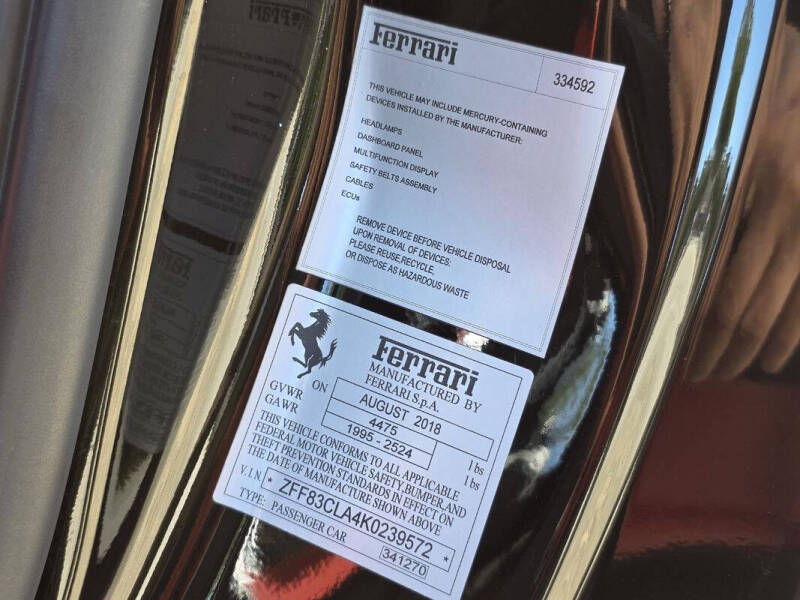 Ferrari
334592
THIS VEHICLE MAY INCLUDE MERCURY-CONTAINING
DEVICES INSTALLED BY THE MANUFACTURER:
HEADLAMPS
DASHBOARD PANEL
MULTIFUNCTION DISPLAY
SAFETY BELTS ASSEMBLY
CABLES
ECUs
REMOVE DEVICE BEFORE VEHICLE DISPOSAL
UPON REMOVAL OF DEVICES:
PLEASE REUSE,RECYCLE,
OR DISPOSE AS HAZARDOUS WASTE
Ferrari
MANUFACTURED BY
FERRARI S.p.A.
ON AUGUST 2018
GVWR 4475 lbs
GAWR 1995 - 2524 lbs
THIS VEHICLE CONFORMS TO ALL APPLICABLE
FEDERAL MOTOR VEHICLE SAFETY,BUMPER,AND
THEFT PREVENTION STANDARDS IN EFFECT ON
THE DATE OF MANUFACTURE SHOWN ABOVE
V.I.N. * ZFF83CLA4K0239572 *
TYPE: PASSENGER CAR
341270